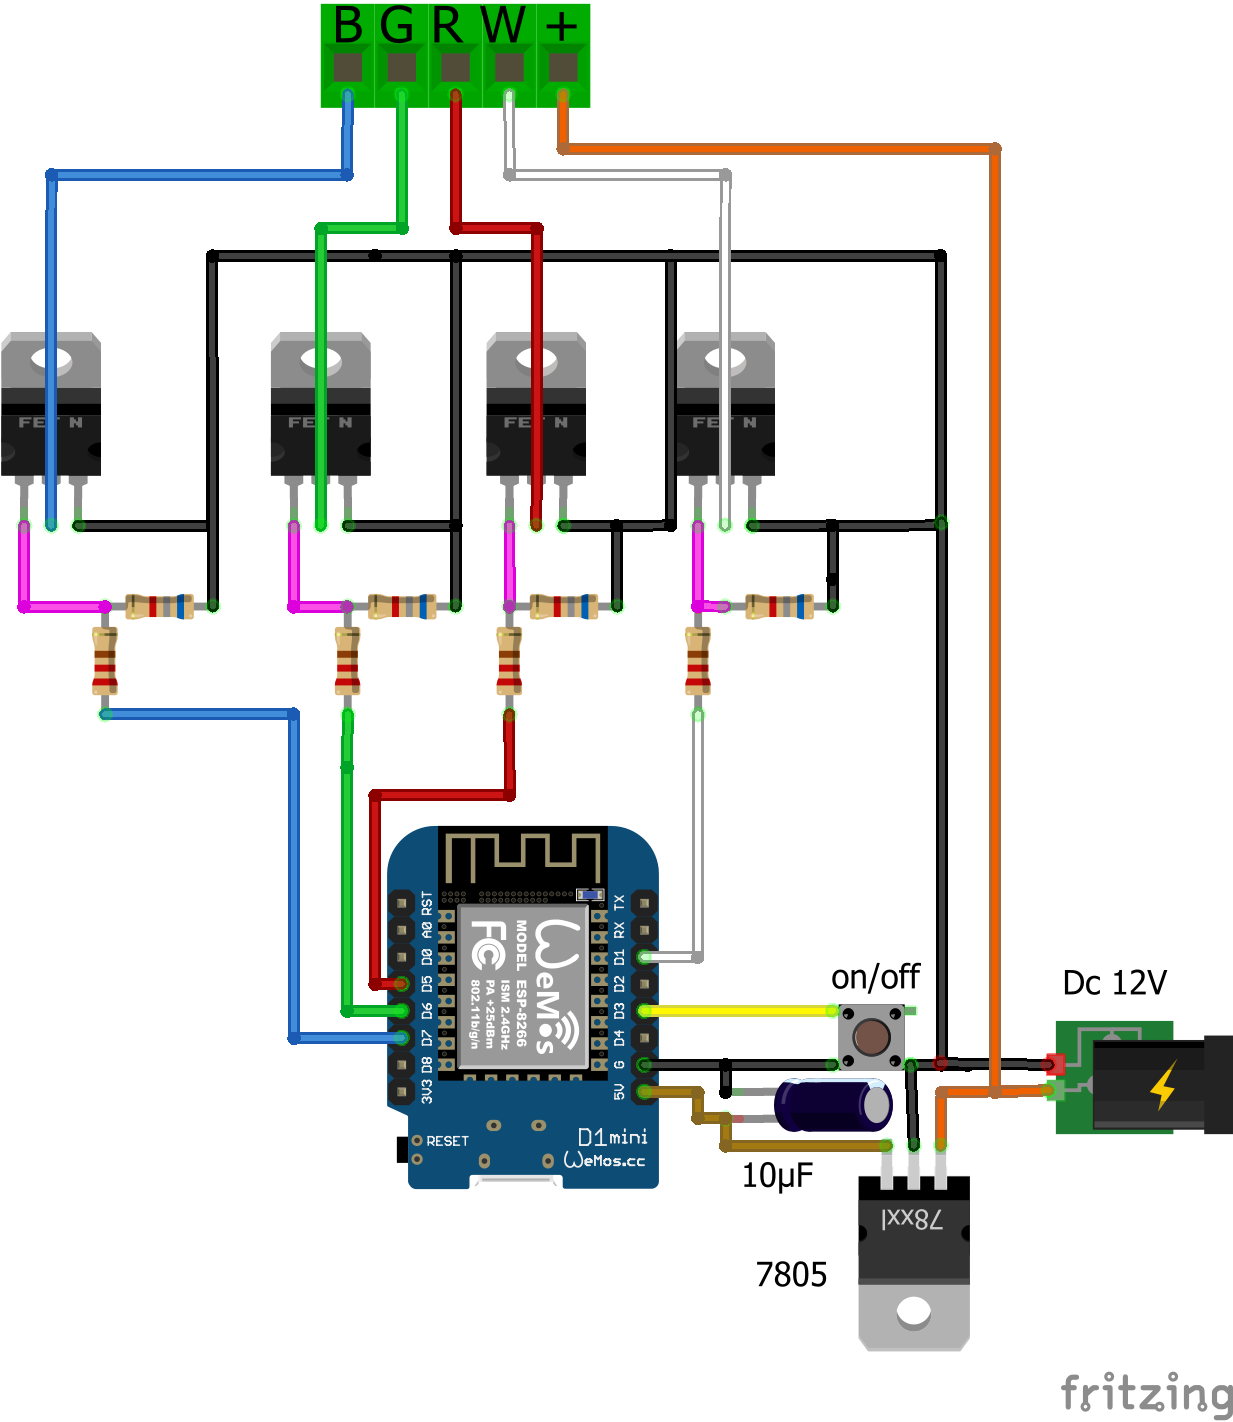 B G R W +
FET N
FET N
FET N
FET N
RST
A0
D0
D5
D6
D7
D8
3V3
TX
RX
D1
D2
D3
D4
G
5V
WeMos
MODEL ESP-8266
ISM 2.4GHz
PA +25dBm
802.11b/g/n
FC
RESET
D1mini
WeMos.cc
on/off
Dc 12V
10µF
78xxl
7805
fritzing